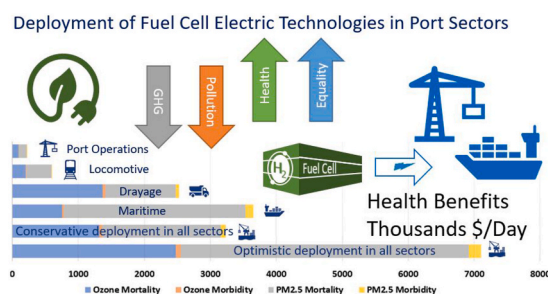 Deployment of Fuel Cell Electric Technologies in Port Sectors
GHG
Pollution
Health
Equality
Port Operations
Locomotive
Drayage
Maritime
Conservative deployment in all sectors
Optimistic deployment in all sectors
H2
Fuel Cell
Health Benefits
Thousands $/Day
0 1000 2000 3000 4000 5000 6000 7000 8000
Ozone Mortality Ozone Morbidity PM2.5 Mortality PM2.5 Morbidity